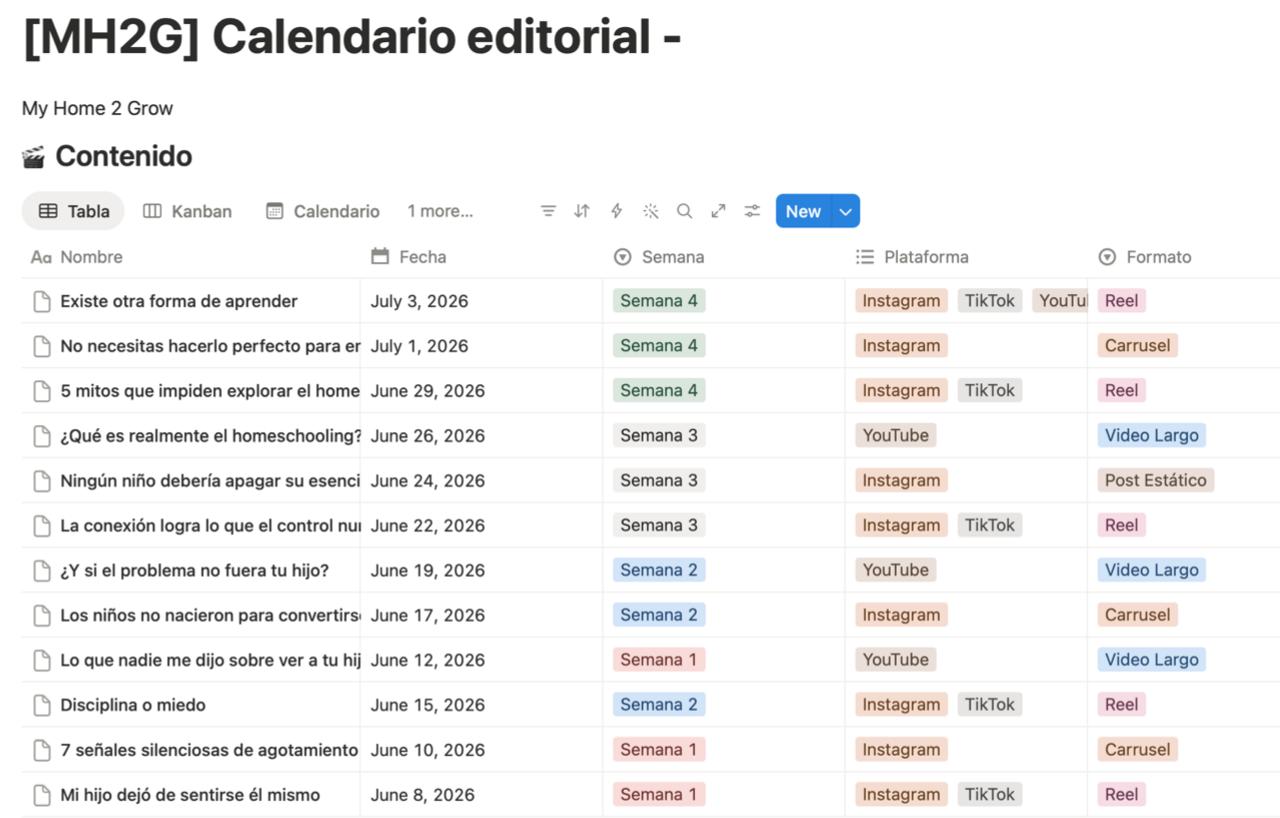 [MH2G] Calendario editorial -
My Home 2 Grow
Contenido
Tabla Kanban Calendario 1 more... New
Aa Nombre Fecha Semana Plataforma Formato
Existe otra forma de aprender July 3, 2026 Semana 4 Instagram TikTok Reel
No necesitas hacerlo perfecto para July 1, 2026 Semana 4 Instagram Carrusel
5 mitos que impiden explorar el home June 29, 2026 Semana 4 Instagram TikTok Reel
¿Qué es realmente el homeschooling? June 26, 2026 Semana 3 YouTube Video Largo
Ningún niño debería apagar su esenci June 24, 2026 Semana 3 Instagram Post Estático
La conexión logra lo que el control June 22, 2026 Semana 3 Instagram TikTok Reel
¿Y si el problema no fuera tu hijo? June 19, 2026 Semana 2 YouTube Video Largo
Los niños no nacieron para convertirs June 17, 2026 Semana 2 Instagram Carrusel
Lo que nadie me dijo sobre ver a tu hij June 12, 2026 Semana 1 YouTube Video Largo
Disciplina o miedo June 15, 2026 Semana 2 Instagram TikTok Reel
7 señales silenciosas de agotamiento June 10, 2026 Semana 1 Instagram Carrusel
Mi hijo dejó de sentirse él mismo June 8, 2026 Semana 1 Instagram TikTok Reel